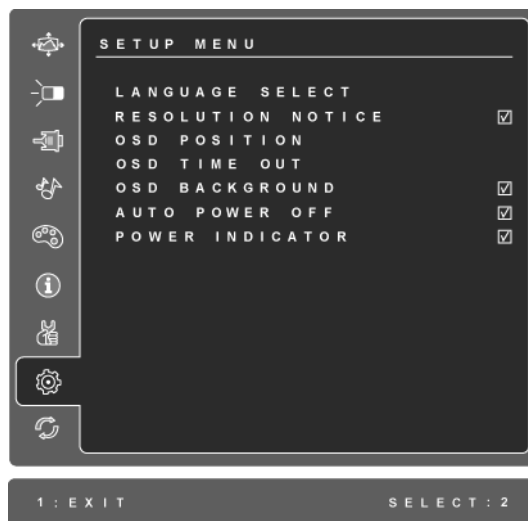 SETUP MENU
LANGUAGE SELECT
RESOLUTION NOTICE
OSD POSITION
OSD TIME OUT
OSD BACKGROUND
AUTO POWER OFF
POWER INDICATOR
1:EXIT SELECT:2